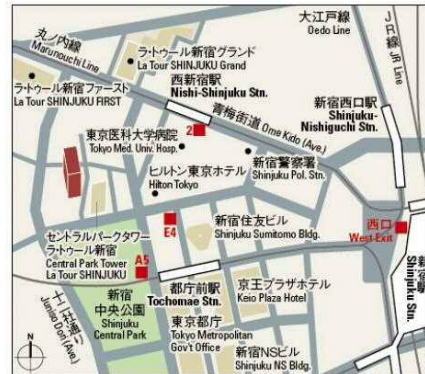 丸ノ内線
Marunouchi Line
ラ・トゥール新宿グランド
La Tour SHINJUKU Grand
大江戸線
Oedo Line
JR線 JR Line
西新宿駅
Nishi-Shinjuku Stn.
ラ・トゥール新宿ファースト
La Tour SHINJUKU FIRST
青梅街道 Ome Kido (Ave.)
新宿西口駅
Shinjuku-
Nishiguchi Stn.
2
東京医科大学病院
Tokyo Med. Univ. Hosp.
新宿警察署
Shinjuku Pol. Stn.
ヒルトン東京ホテル
Hilton Tokyo
E4
西口
West Exit
セントラルパークタワー
ラ・トゥール新宿
Central Park Tower
La Tour SHINJUKU
新宿住友ビル
Shinjuku Sumitomo Bldg.
A5
十二社通り
Juniso Dori (Ave.)
新宿
中央公園
Shinjuku
Central Park
都庁前駅
Tochomae Stn.
京王プラザホテル
Keio Plaza Hotel
新宿駅
Shinjuku Stn.
東京都庁
Tokyo Metropolitan
Gov't Office
新宿NSビル
Shinjuku NS Bldg.
N